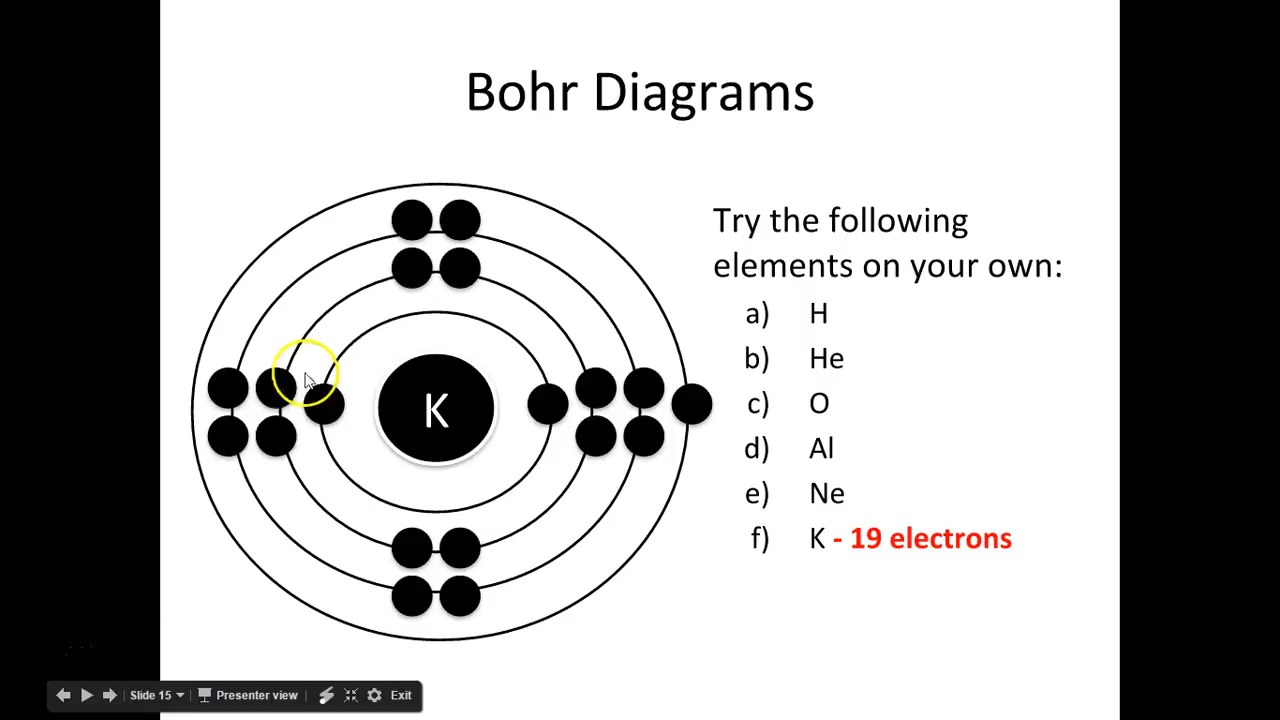 Bohr Diagrams
Try the following
elements on your own:
a) H
b) He
c) O
d) Al
e) Ne
f) K - 19 electrons
K
Slide 15 Presenter view Exit